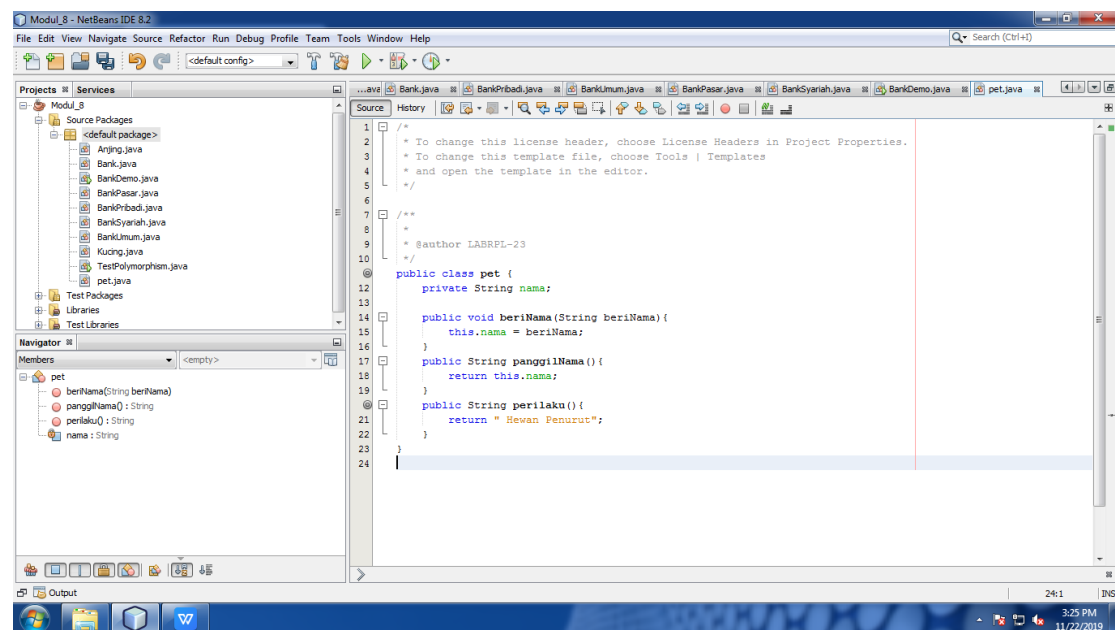 Modul_8 - NetBeans IDE 8.2
File Edit View Navigate Source Refactor Run Debug Profile Team Tools Window Help
Search (Ctrl+I)
<default config>
Projects Services
...ava Bank.java BankPribadi.java BankUmum.java BankPasar.java BankSyariah.java BankDemo.java pet.java
Source History
Modul_8
Source Packages
<default package>
Anjing.java
Bank.java
BankDemo.java
BankPasar.java
BankPribadi.java
BankSyariah.java
BankUmum.java
Kucing.java
TestPolymorphism.java
pet.java
Test Packages
Libraries
Test Libraries
Navigator
Members <empty>
pet
beriNama(String beriNama)
panggilNama() : String
perilaku() : String
nama : String
1 /*
2 * To change this license header, choose License Headers in Project Properties.
3 * To change this template file, choose Tools | Templates
4 * and open the template in the editor.
5 */
6
7 /**
8 *
9 * @author LABRPL-23
10 */
public class pet {
12 private String nama;
13
14 public void beriNama(String beriNama){
15 this.nama = beriNama;
16 }
17 public String panggilNama(){
18 return this.nama;
19 }
public String perilaku(){
21 return " Hewan Penurut";
22 }
23 }
24
Output
24:1 INS
W
3:25 PM
11/22/2019